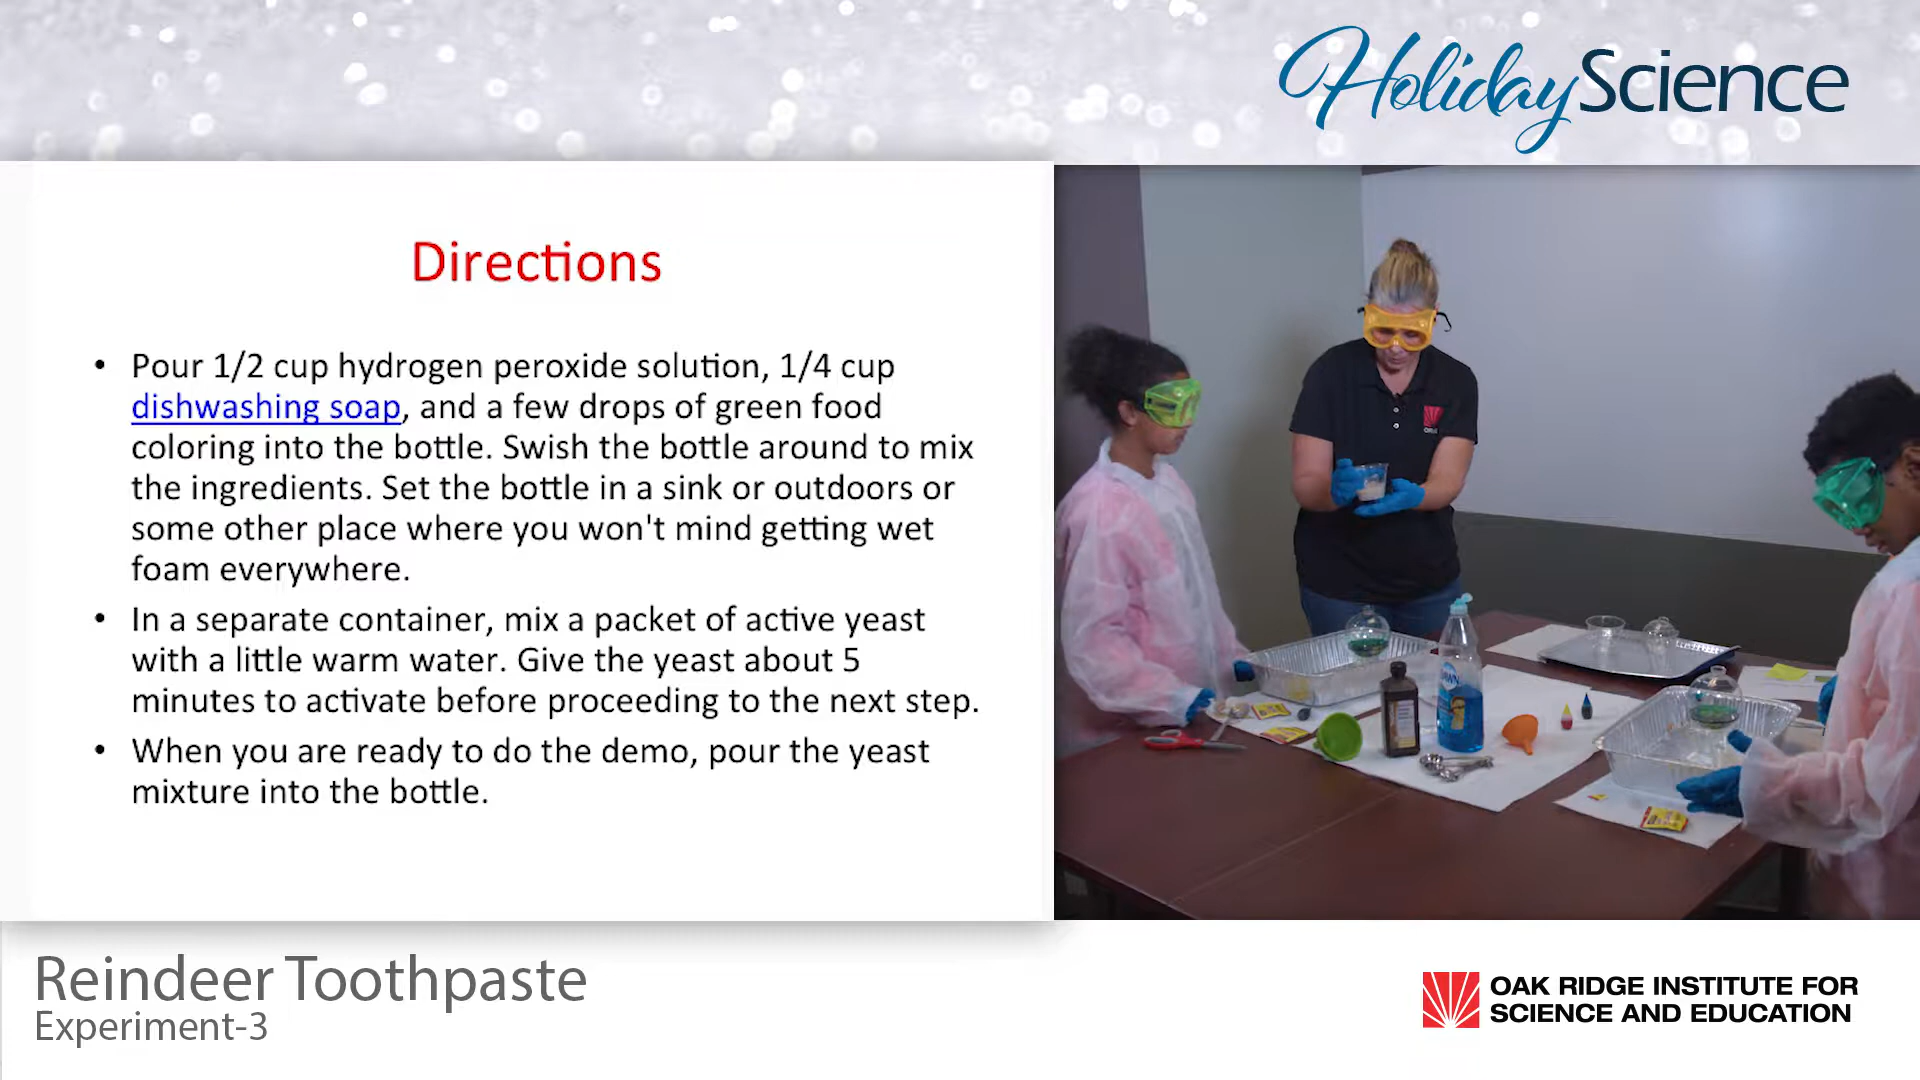 Holiday Science
Directions
• Pour 1/2 cup hydrogen peroxide solution, 1/4 cup
dishwashing soap, and a few drops of green food
coloring into the bottle. Swish the bottle around to mix
the ingredients. Set the bottle in a sink or outdoors or
some other place where you won't mind getting wet
foam everywhere.
• In a separate container, mix a packet of active yeast
with a little warm water. Give the yeast about 5
minutes to activate before proceeding to the next step.
• When you are ready to do the demo, pour the yeast
mixture into the bottle.
DAWN
Reindeer Toothpaste
Experiment-3
OAK RIDGE INSTITUTE FOR
SCIENCE AND EDUCATION